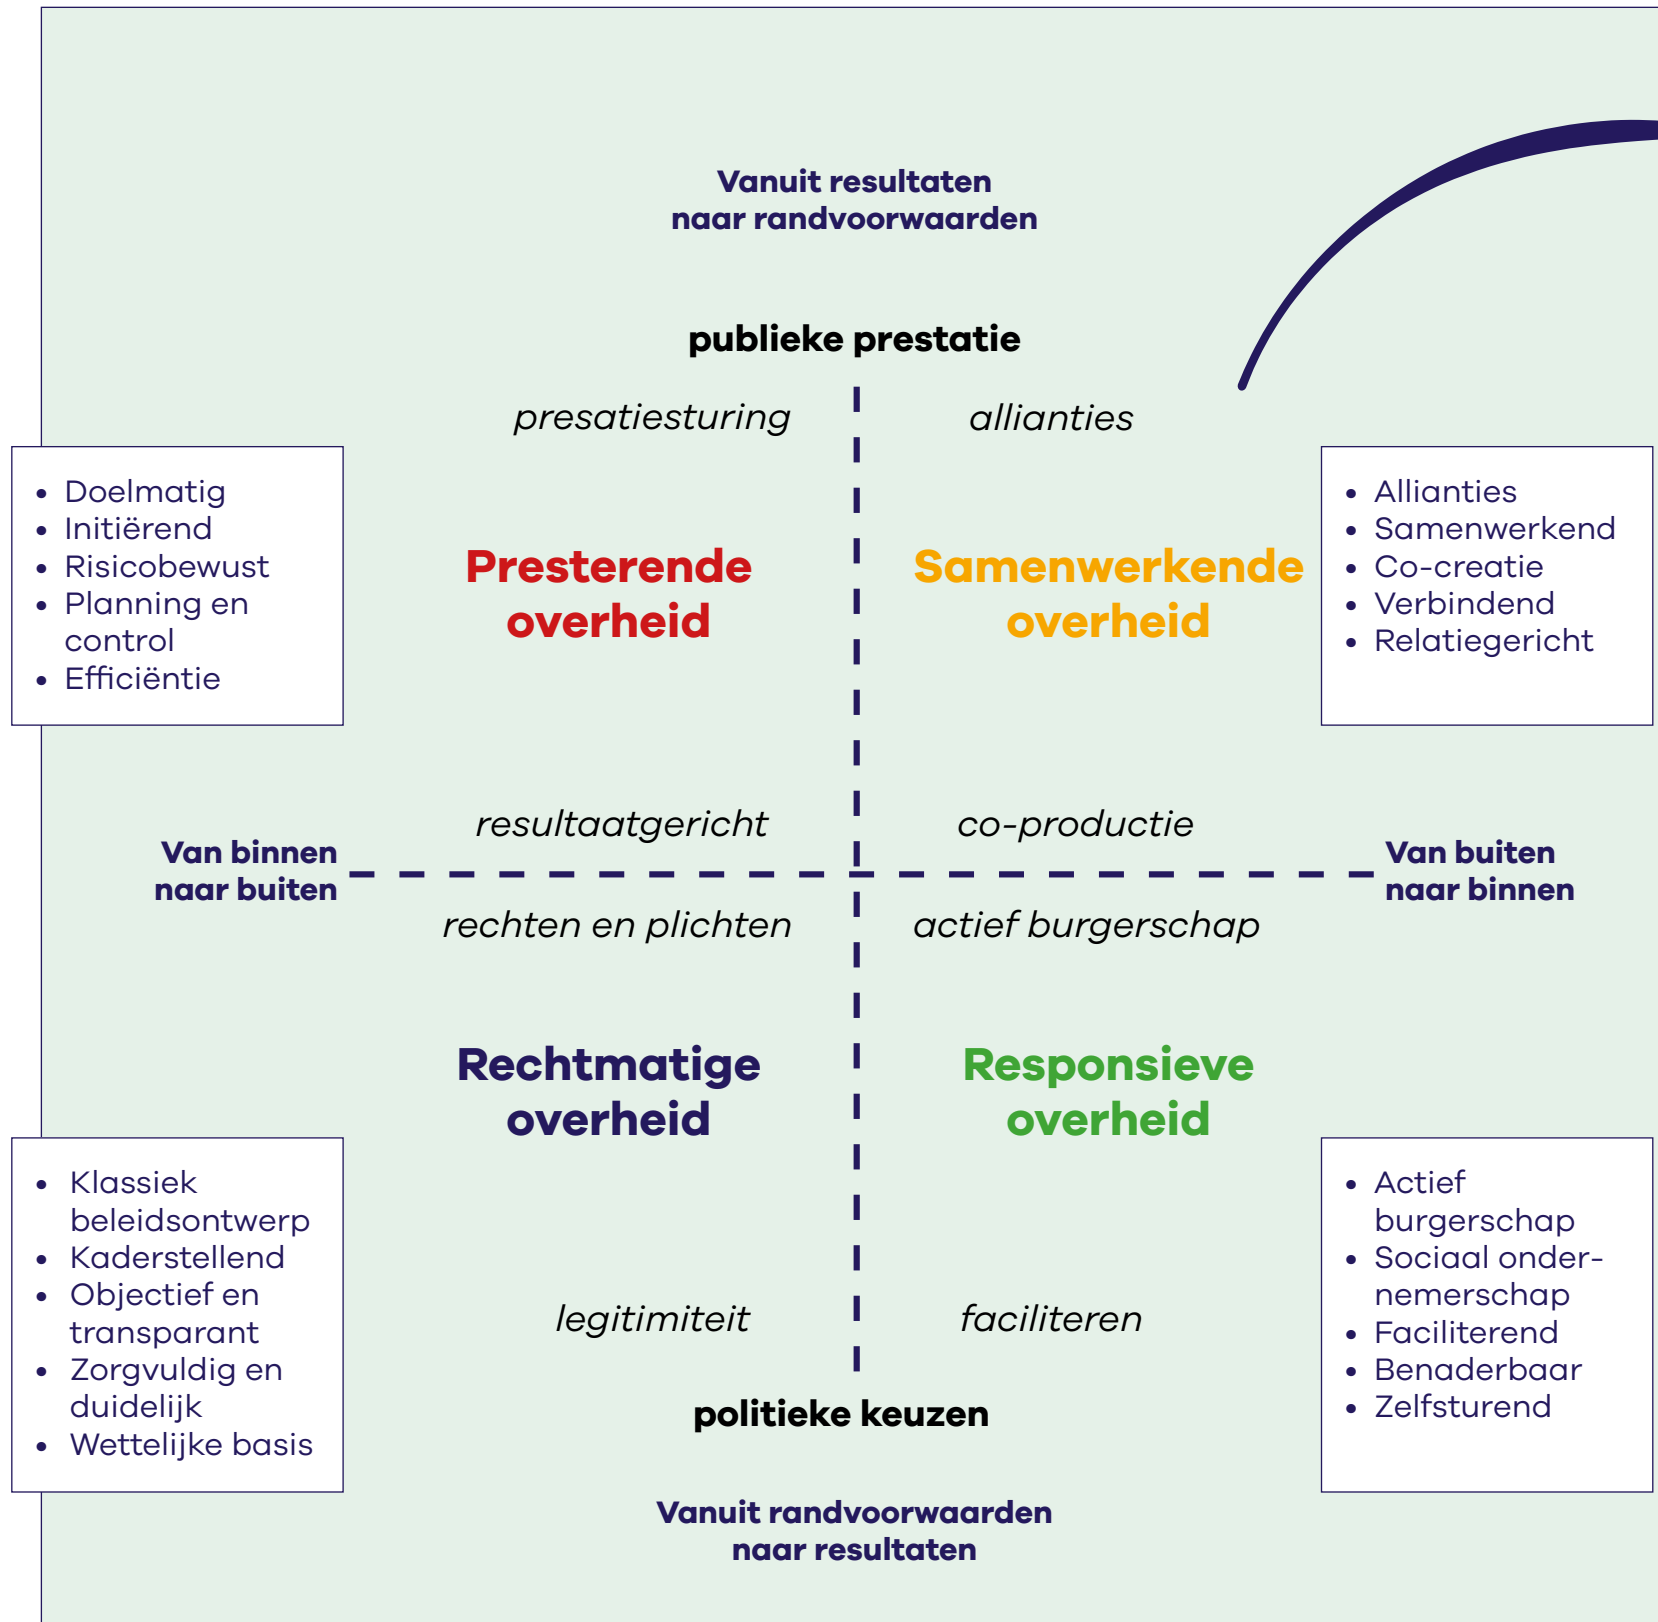 Vanuit resultaten
naar randvoorwaarden
publieke prestatie
presatiesturing
allianties
• Doelmatig
• Initiërend
• Risicobewust
• Planning en
control
• Efficiëntie
Presterende
overheid
Samenwerkende
overheid
• Allianties
• Samenwerkend
• Co-creatie
• Verbindend
• Relatiegericht
resultaatgericht
co-productie
Van binnen
naar buiten
Van buiten
naar binnen
rechten en plichten
actief burgerschap
Rechtmatige
overheid
Responsieve
overheid
• Klassiek
beleidsontwerp
• Kaderstellend
• Objectief en
transparant
• Zorgvuldig en
duidelijk
• Wettelijke basis
legitimiteit
faciliteren
• Actief
burgerschap
• Sociaal onder-
nemerschap
• Faciliterend
• Benaderbaar
• Zelfsturend
politieke keuzen
Vanuit randvoorwaarden
naar resultaten